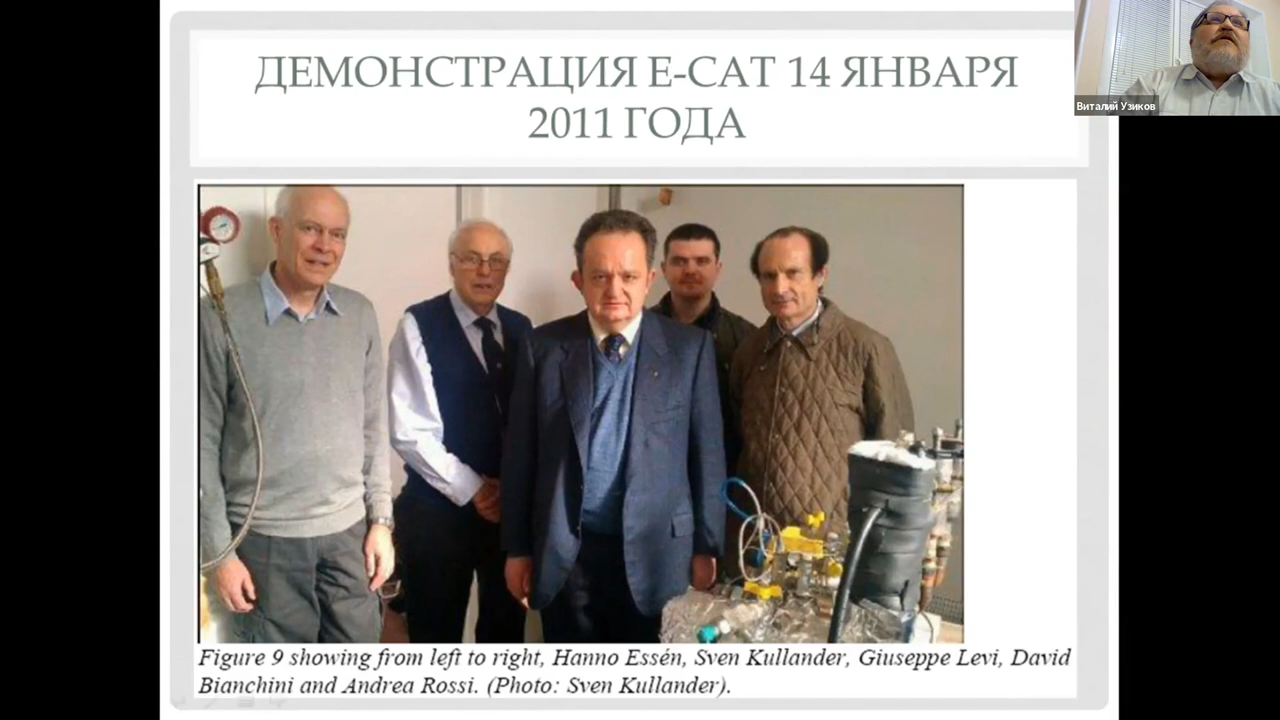 ДЕМОНСТРАЦИЯ E-CAT 14 ЯНВАРЯ
2011 ГОДА
Виталий Узиков
Figure 9 showing from left to right, Hanno Essén, Sven Kullander, Giuseppe Levi, David
Bianchini and Andrea Rossi. (Photo: Sven Kullander).